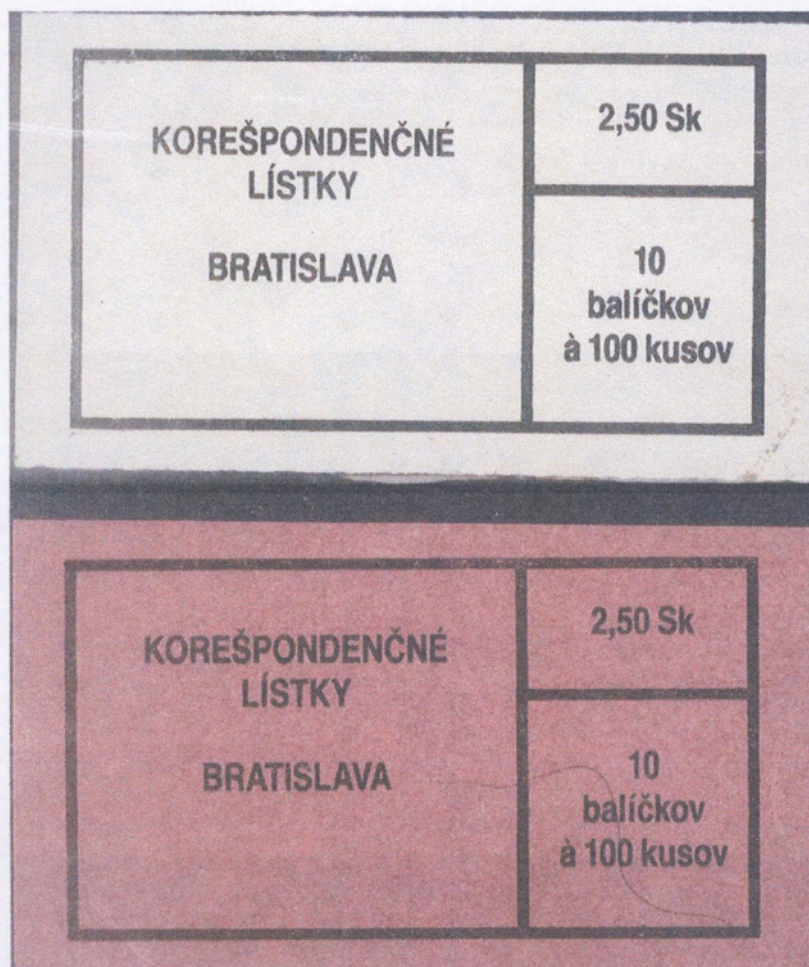 KOREŠPONDENČNÉ
LÍSTKY
BRATISLAVA
2,50 Sk
10
balíčkov
à 100 kusov
KOREŠPONDENČNÉ
LÍSTKY
BRATISLAVA
2,50 Sk
10
balíčkov
à 100 kusov